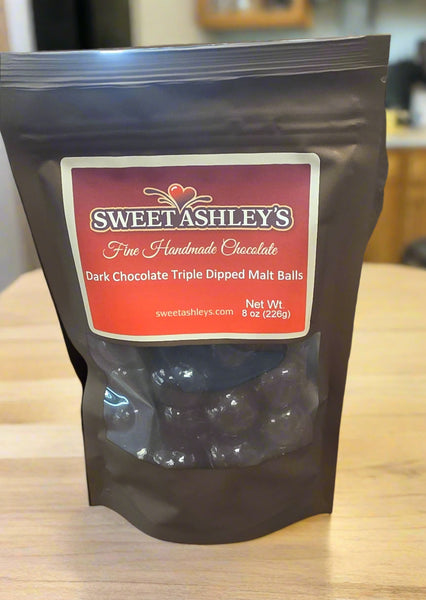 SWEET ASHLEY'S
Fine Handmade Chocolate
Dark Chocolate Triple Dipped Malt Balls
sweetashleys.com
Net Wt.
8 oz (226g)